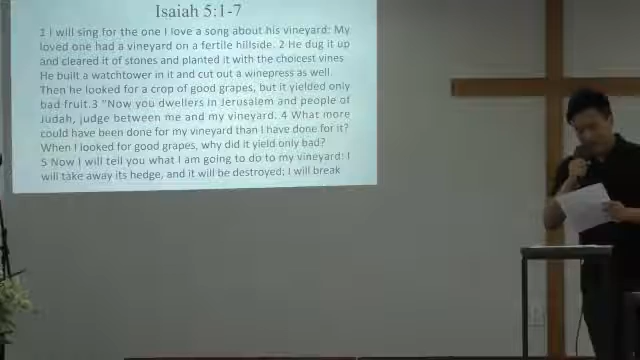 Isaiah 5:1-7
1 I will sing for the one I love a song about his vineyard: My
loved one had a vineyard on a fertile hillside. 2 He dug it up
and cleared it of stones and planted it with the choicest vines.
He built a watchtower in it and cut out a winepress as well.
Then he looked for a crop of good grapes, but it yielded only
bad fruit.3 "Now you dwellers in Jerusalem and people of
Judah, judge between me and my vineyard. 4 What more
could have been done for my vineyard than I have done for it?
When I looked for good grapes, why did it yield only bad?
5 Now I will tell you what I am going to do to my vineyard: I
will take away its hedge, and it will be destroyed; I will break